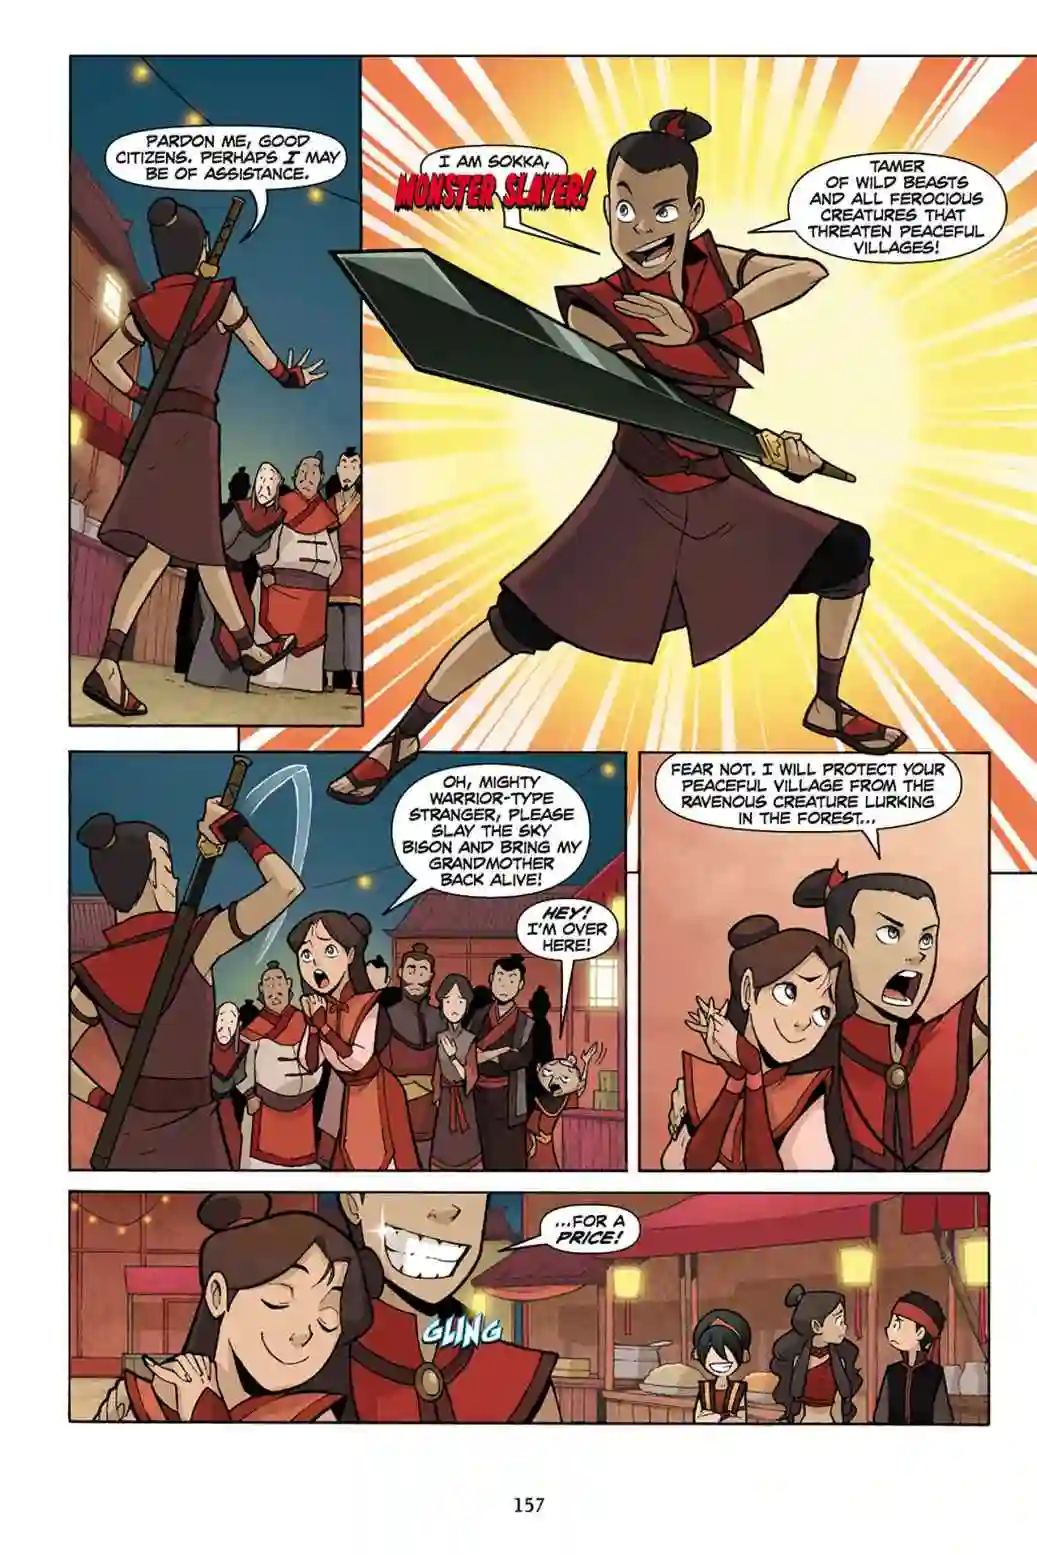 PARDON ME, GOOD
CITIZENS. PERHAPS I MAY
BE OF ASSISTANCE.
I AM SOKKA,
MONSTER SLAYER!
TAMER
OF WILD BEASTS
AND ALL FEROCIOUS
CREATURES THAT
THREATEN PEACEFUL
VILLAGES!
OH, MIGHTY
WARRIOR-TYPE
STRANGER, PLEASE
SLAY THE SKY
BISON AND BRING MY
GRANDMOTHER
BACK ALIVE!
HEY!
I'M OVER
HERE!
FEAR NOT. I WILL PROTECT YOUR
PEACEFUL VILLAGE FROM THE
RAVENOUS CREATURE LURKING
IN THE FOREST...
...FOR A
PRICE!
GLING
157